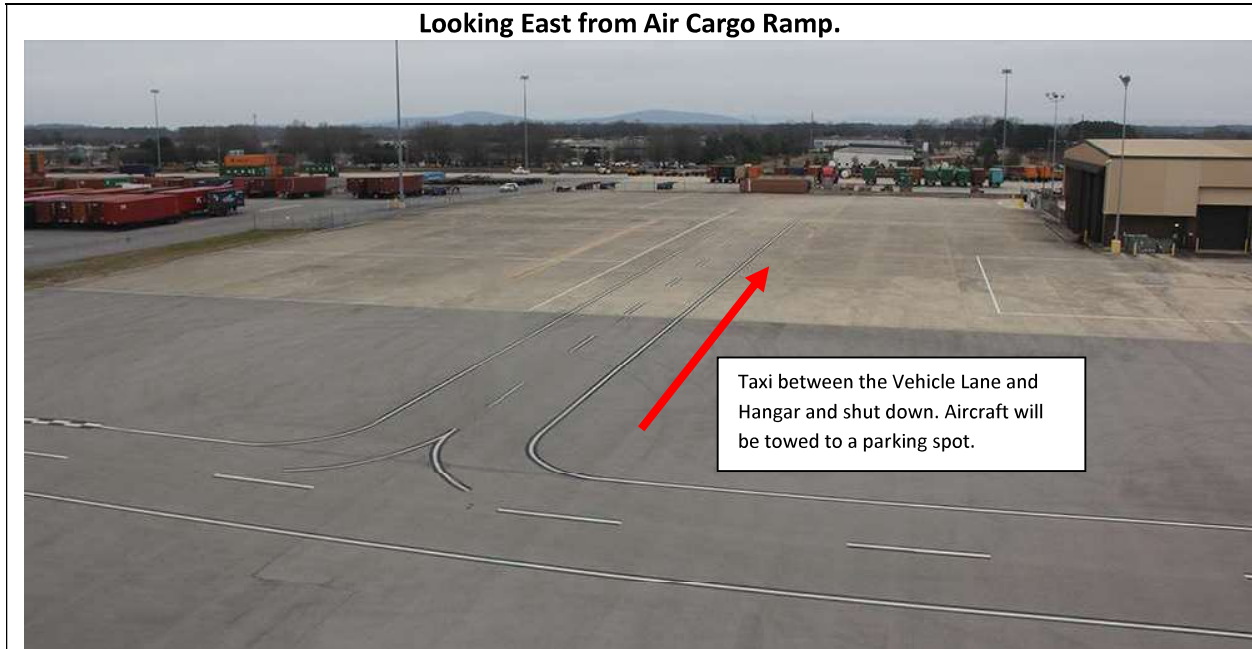 Looking East from Air Cargo Ramp.
Taxi between the Vehicle Lane and
Hangar and shut down. Aircraft will
be towed to a parking spot.